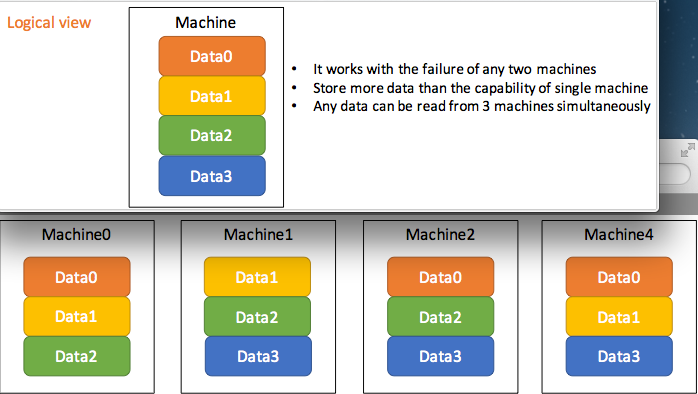 Logical view
Machine
Data0
Data1
Data2
Data3
• It works with the failure of any two machines
• Store more data than the capability of single machine
• Any data can be read from 3 machines simultaneously
Machine0
Data0
Data1
Data2
Machine1
Data1
Data2
Data3
Machine2
Data0
Data2
Data3
Machine4
Data0
Data1
Data3